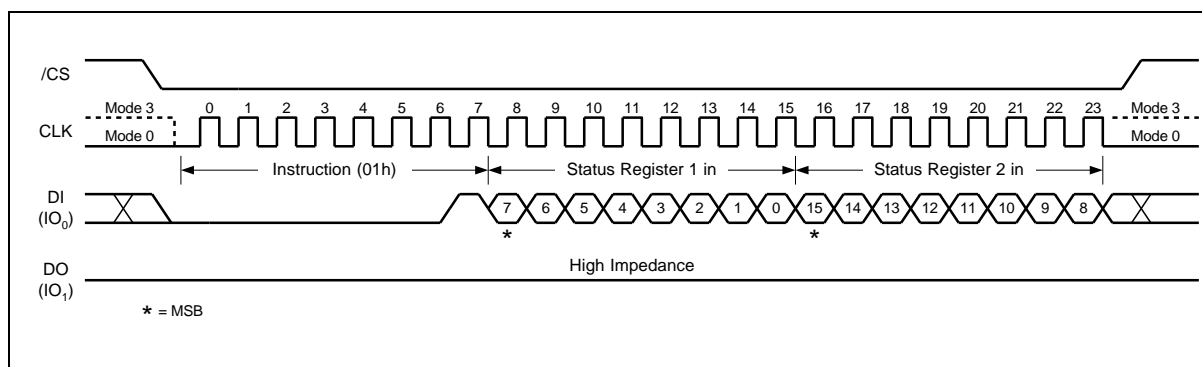 /CS
Mode 3 0 1 2 3 4 5 6 7 8 9 10 11 12 13 14 15 16 17 18 19 20 21 22 23 Mode 3
CLK Mode 0 Mode 0
Instruction (01h) Status Register 1 in Status Register 2 in
DI
(IO0) 7 6 5 4 3 2 1 0 15 14 13 12 11 10 9 8
* *
High Impedance
DO
(IO1)
* = MSB